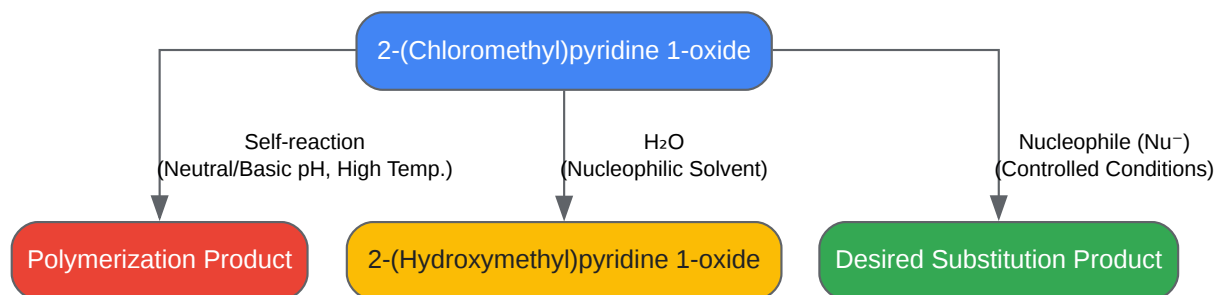 2-(Chloromethyl)pyridine 1-oxide
Self-reaction
(Neutral/Basic pH, High Temp.)
H₂O
(Nucleophilic Solvent)
Nucleophile (Nu⁻)
(Controlled Conditions)
Polymerization Product
2-(Hydroxymethyl)pyridine 1-oxide
Desired Substitution Product